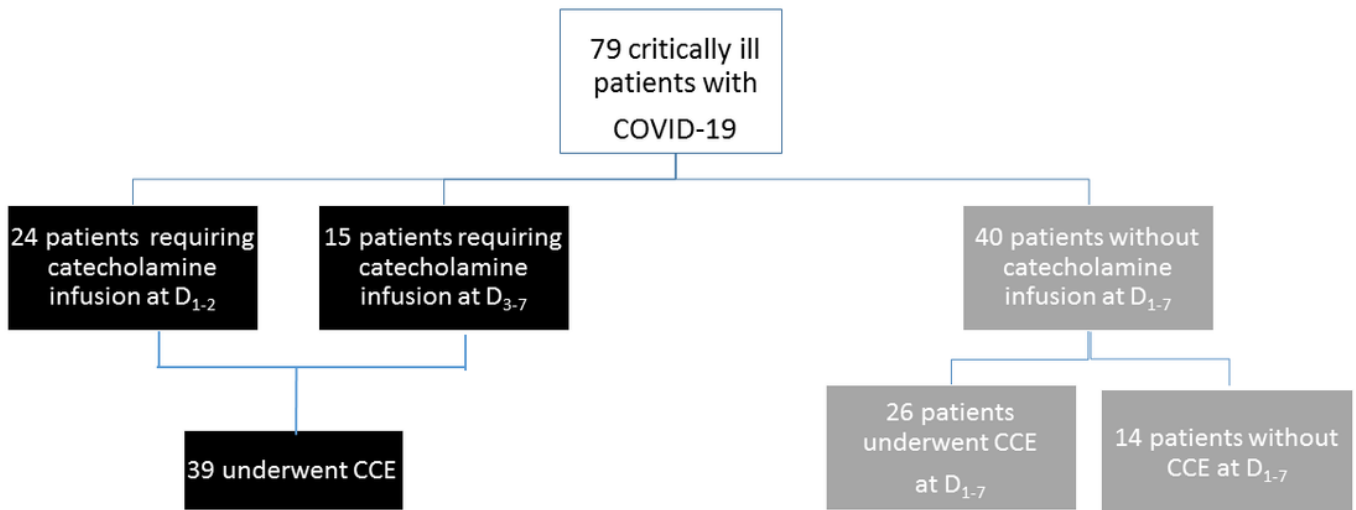 79 critically ill
patients with
COVID-19
24 patients requiring
catecholamine
infusion at D1-2
15 patients requiring
catecholamine
infusion at D3-7
40 patients without
catecholamine
infusion at D1-7
39 underwent CCE
26 patients
underwent CCE
at D1-7
14 patients without
CCE at D1-7